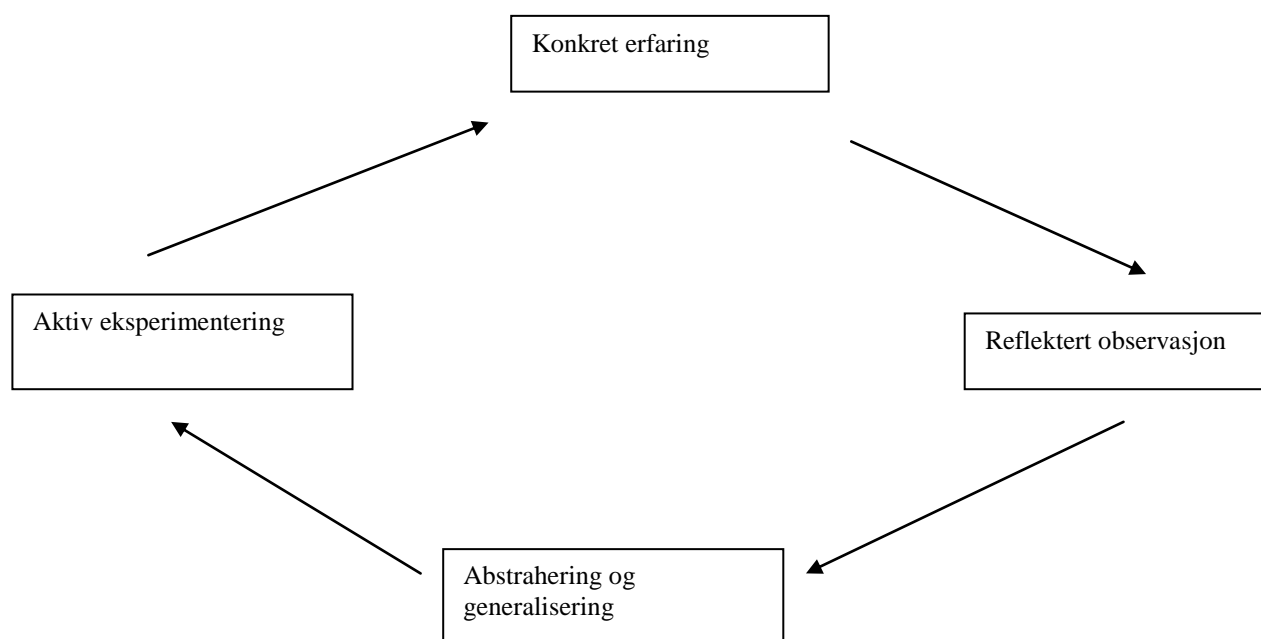 Konkret erfaring
Aktiv eksperimentering
Reflektert observasjon
Abstrahering og
generalisering